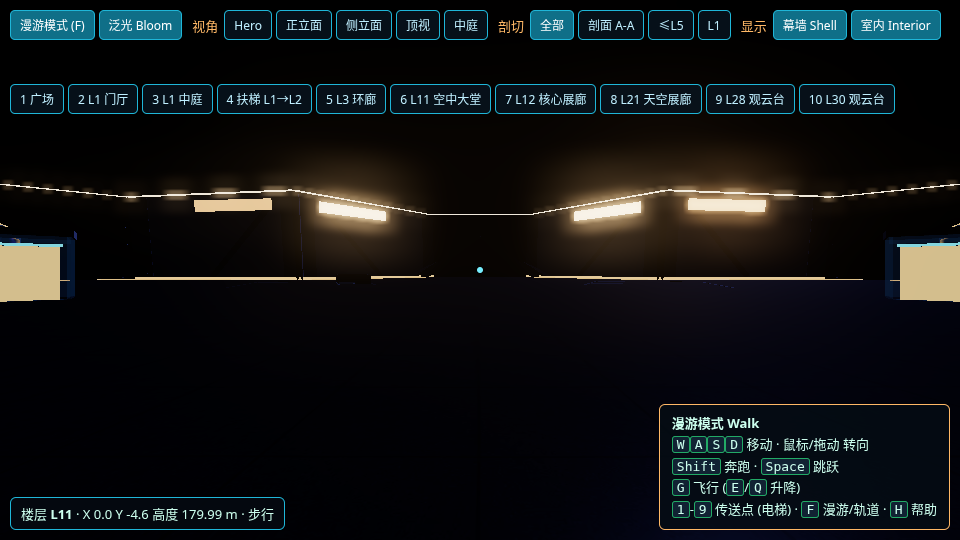 漫游模式 (F) 泛光 Bloom 视角 Hero 正立面 侧立面 顶视 中庭 剖切 全部 剖面 A-A ≤L5 L1 显示 幕墙 Shell 室内 Interior
1 广场 2 L1 门厅 3 L1 中庭 4 扶梯 L1→L2 5 L3 环廊 6 L11 空中大堂 7 L12 核心展廊 8 L21 天空展廊 9 L28 观云台 10 L30 观云台
漫游模式 Walk
W A S D 移动 · 鼠标/拖动 转向
Shift 奔跑 · Space 跳跃
G 飞行 (E/Q 升降)
1-9 传送点 (电梯) · F 漫游/轨道 · H 帮助
楼层 L11 · X 0.0 Y -4.6 高度 179.99 m · 步行